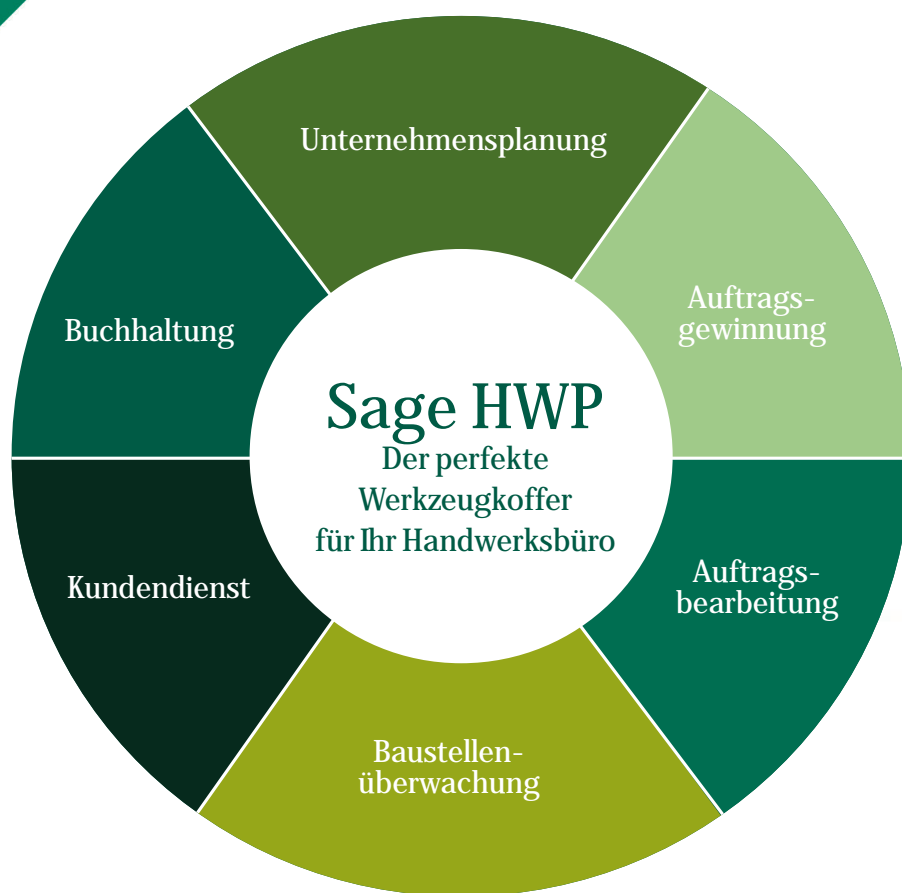 Unternehmensplanung
Auftrags-
gewinnung
Buchhaltung
Sage HWP
Der perfekte
Werkzeugkoffer
für Ihr Handwerksbüro
Kundendienst
Auftrags-
bearbeitung
Baustellen-
überwachung